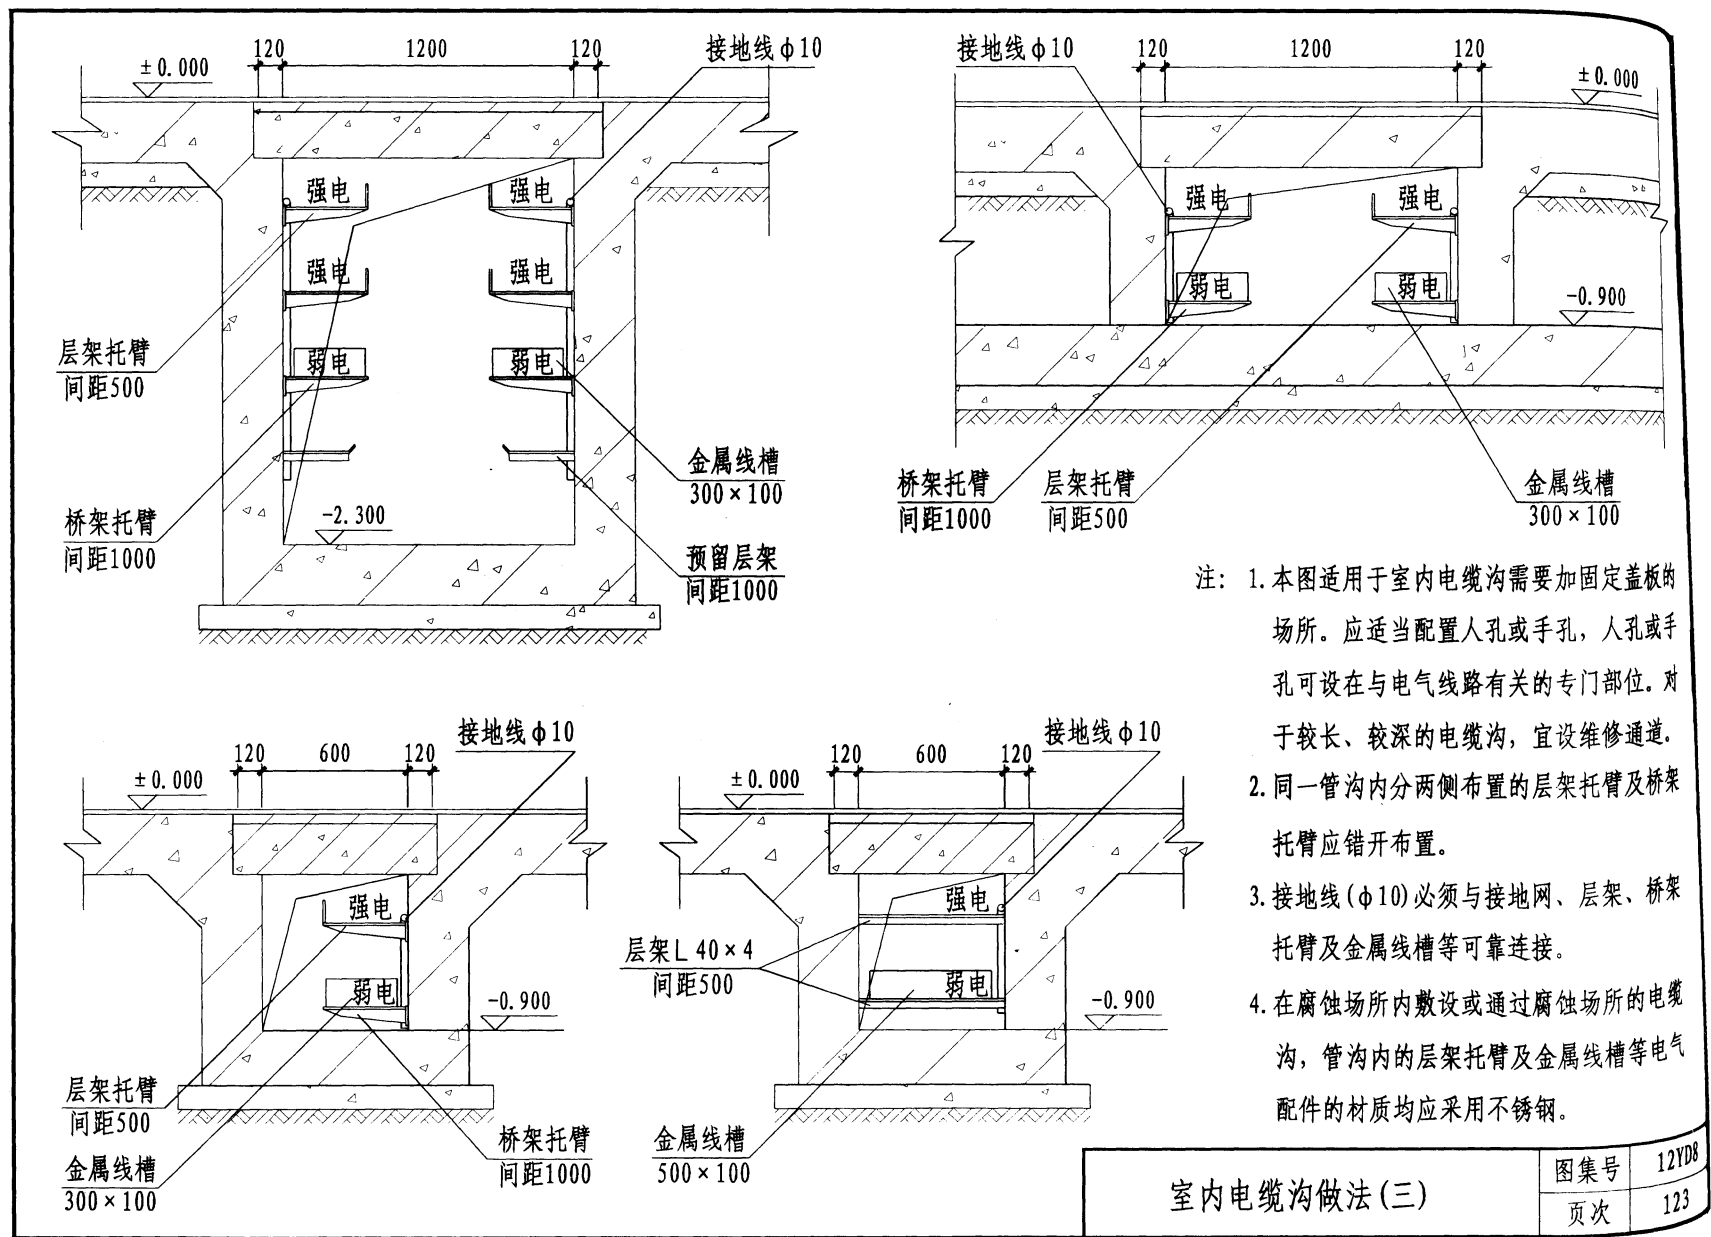 120 1200 120
接地线φ10
±0.000
强电 强电
强电 强电
弱电 弱电
层架托臂
间距500
桥架托臂
间距1000
-2.300
金属线槽
300×100
预留层架
间距1000
接地线φ10
120 1200 120
±0.000
强电 强电
弱电 弱电
-0.900
桥架托臂
间距1000
层架托臂
间距500
金属线槽
300×100
接地线φ10
120 600 120
±0.000
强电
弱电
-0.900
层架托臂
间距500
金属线槽
300×100
桥架托臂
间距1000
接地线φ10
120 600 120
±0.000
强电
层架L 40×4
间距500
弱电
-0.900
金属线槽
500×100
注: 1.本图适用于室内电缆沟需要加固定盖板的
场所。应适当配置人孔或手孔，人孔或手
孔可设在与电气线路有关的专门部位。对
于较长、较深的电缆沟，宜设维修通道。
2.同一管沟内分两侧布置的层架托臂及桥架
托臂应错开布置。
3.接地线(φ10)必须与接地网、层架、桥架
托臂及金属线槽等可靠连接。
4.在腐蚀场所内敷设或通过腐蚀场所的电缆
沟，管沟内的层架托臂及金属线槽等电气
配件的材质均应采用不锈钢。
室内电缆沟做法(三)
图集号 12YD8
页次 123